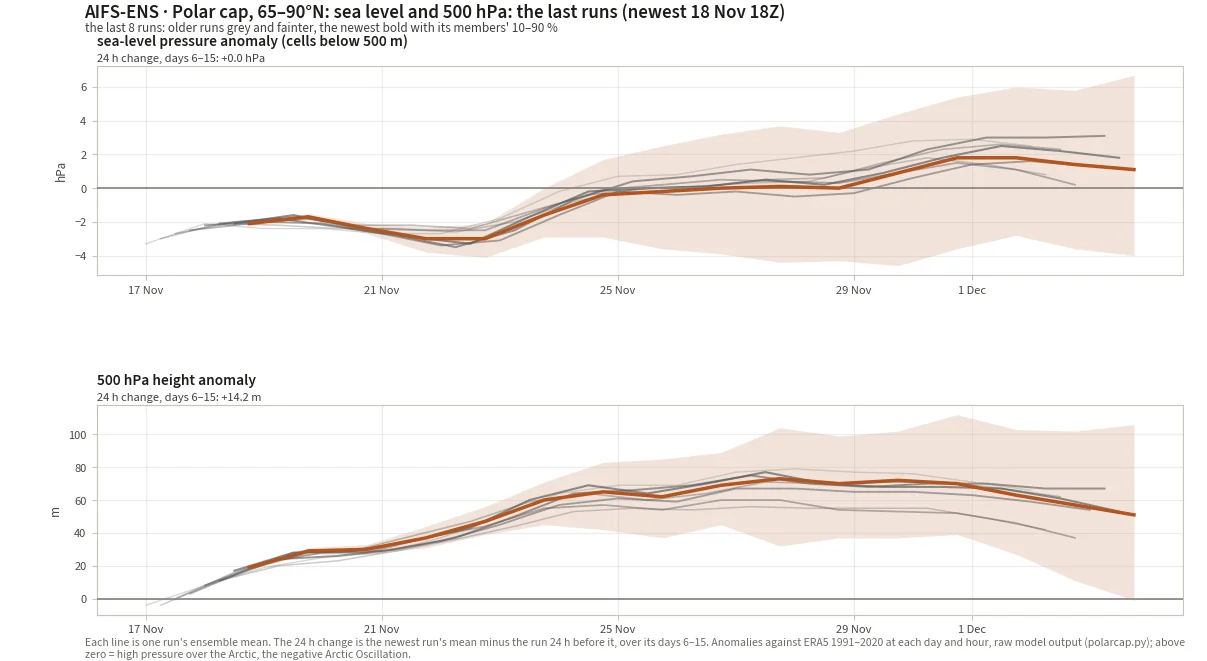 AIFS-ENS · Polar cap, 65–90°N: sea level and 500 hPa: the last runs (newest 18 Nov 18Z)
the last 8 runs: older runs grey and fainter, the newest bold with its members' 10–90 %
sea-level pressure anomaly (cells below 500 m)
24 h change, days 6–15: +0.0 hPa
6
4
2
0
−2
−4
hPa
17 Nov
21 Nov
25 Nov
29 Nov
1 Dec
500 hPa height anomaly
24 h change, days 6–15: +14.2 m
100
80
60
40
20
0
m
17 Nov
21 Nov
25 Nov
29 Nov
1 Dec
Each line is one run's ensemble mean. The 24 h change is the newest run's mean minus the run 24 h before it, over its days 6–15. Anomalies against ERA5 1991–2020 at each day and hour, raw model output (polarcap.py); above
zero = high pressure over the Arctic, the negative Arctic Oscillation.